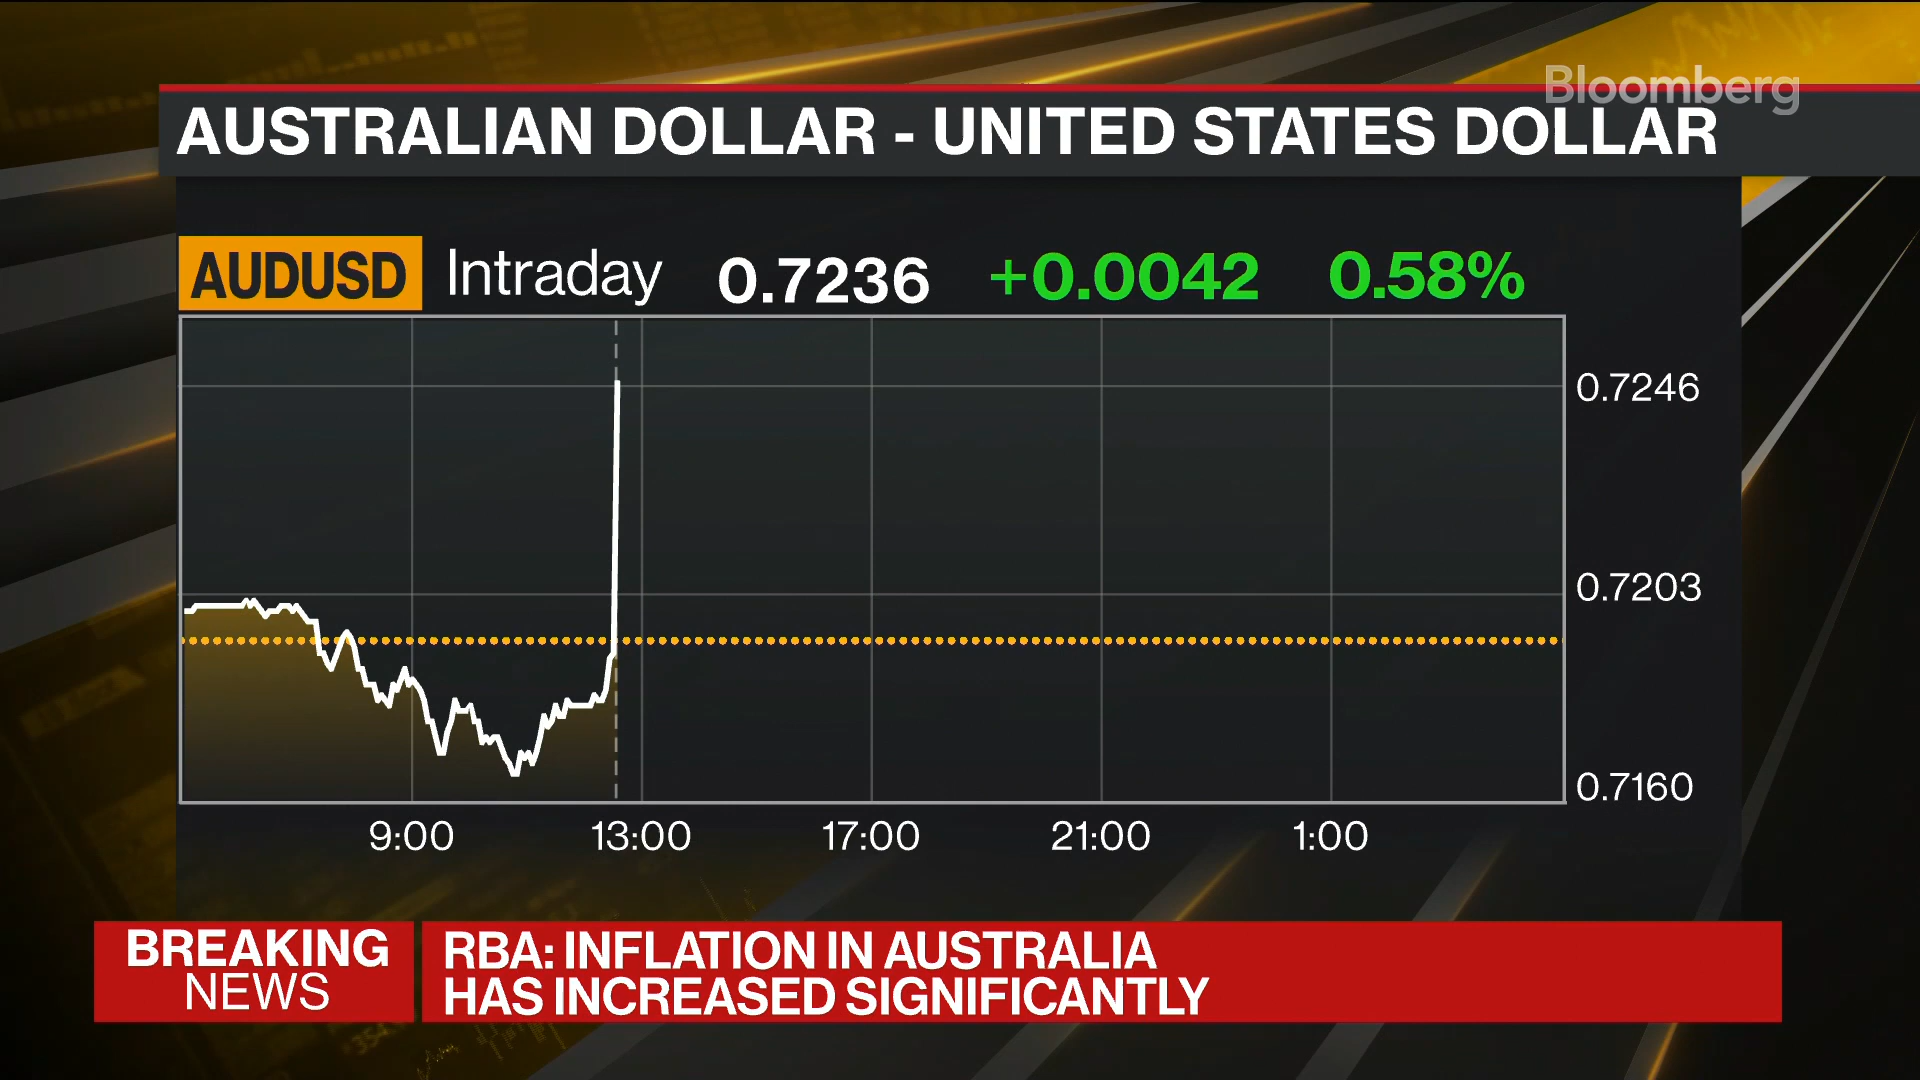 Bloomberg
AUSTRALIAN DOLLAR - UNITED STATES DOLLAR
AUDUSD Intraday 0.7236 +0.0042 0.58%
0.7246
0.7203
0.7160
9:00 13:00 17:00 21:00 1:00
BREAKING
NEWS
RBA: INFLATION IN AUSTRALIA
HAS INCREASED SIGNIFICANTLY